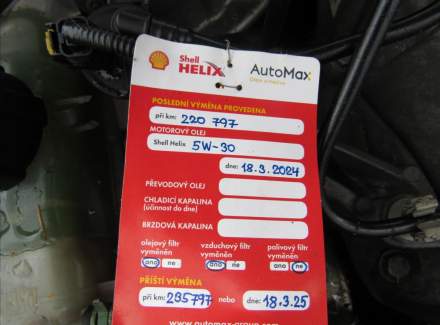 Shell
HELIX
AutoMax
POSLEDNÍ VÝMĚNA PROVEDENA
při km: 220 797
MOTOROVÝ OLEJ
Shell Helix 5W-30
dne: 18.3.2024
PŘEVODOVÝ OLEJ
CHLADICÍ KAPALINA
(účinnost do dne)
BRZDOVÁ KAPALINA
olejový filtr vyměněn
vzduchový filtr vyměněn
palivový filtr vyměněn
ano ne
ano ne
ano ne
PŘÍŠTÍ VÝMĚNA
při km: 235797 nebo dne: 18.3.25
www.automax-group.com